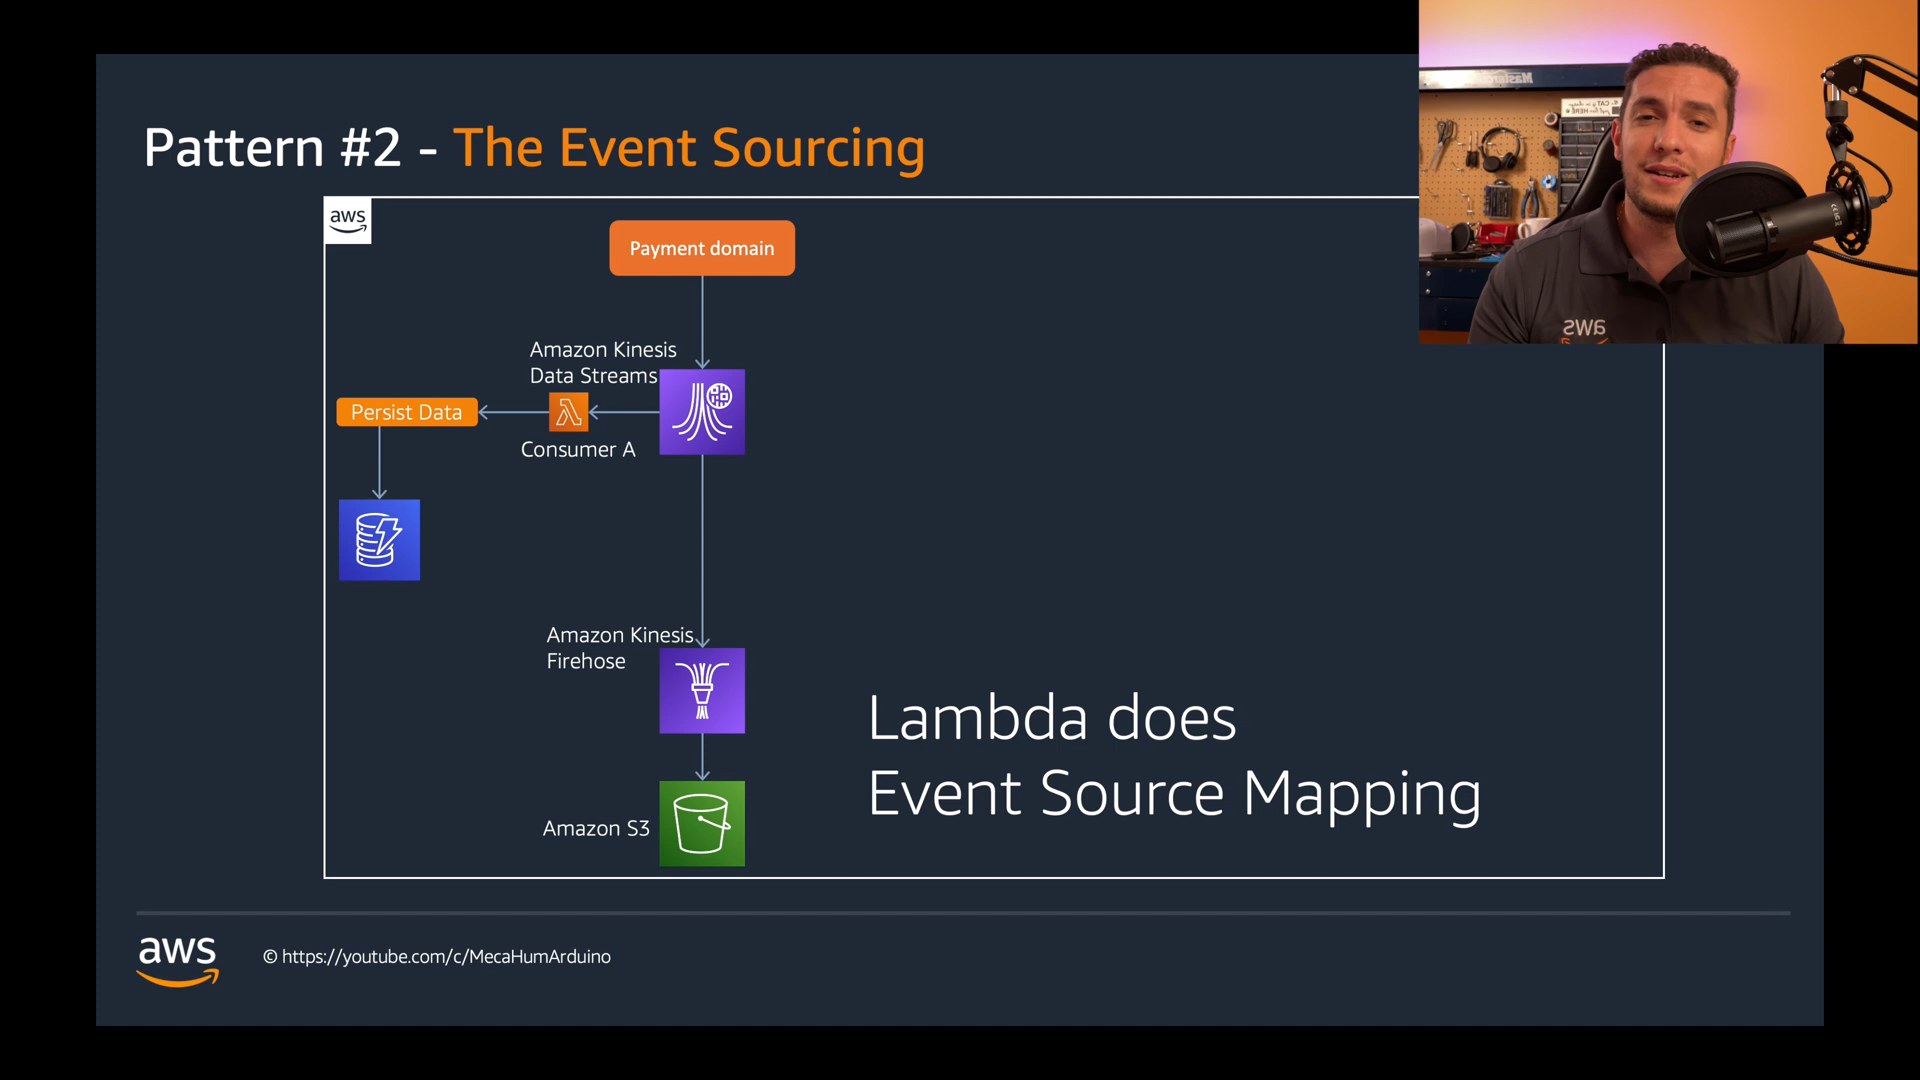 Pattern #2 - The Event Sourcing
aws
Payment domain
Amazon Kinesis
Data Streams
Persist Data
Consumer A
Amazon Kinesis
Firehose
Lambda does
Event Source Mapping
Amazon S3
aws
© https://youtube.com/c/MecaHumArduino
aws